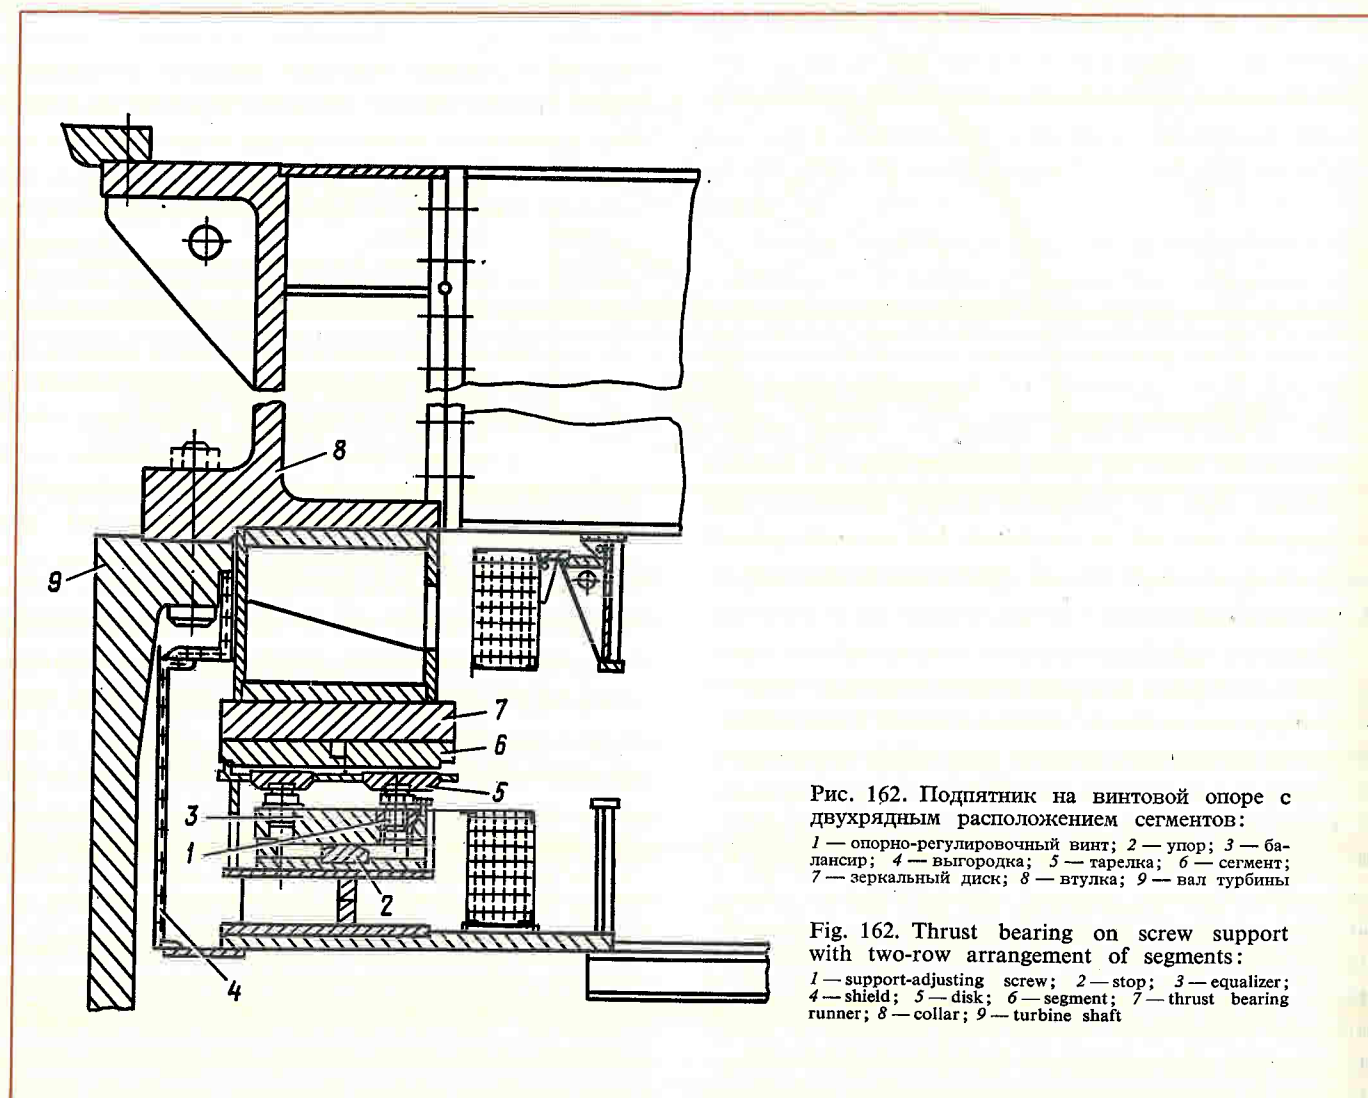 8
9
7
6
5
3
1
2
4
Рис. 162. Подпятник на винтовой опоре с
двухрядным расположением сегментов:
1 — опорно-регулировочный винт; 2 — упор; 3 — ба-
лансир; 4 — выгородка; 5 — тарелка; 6 — сегмент;
7 — зеркальный диск; 8 — втулка; 9 — вал турбины
Fig. 162. Thrust bearing on screw support
with two-row arrangement of segments:
1 — support-adjusting screw; 2 — stop; 3 — equalizer;
4 — shield; 5 — disk; 6 — segment; 7 — thrust bearing
runner; 8 — collar; 9 — turbine shaft